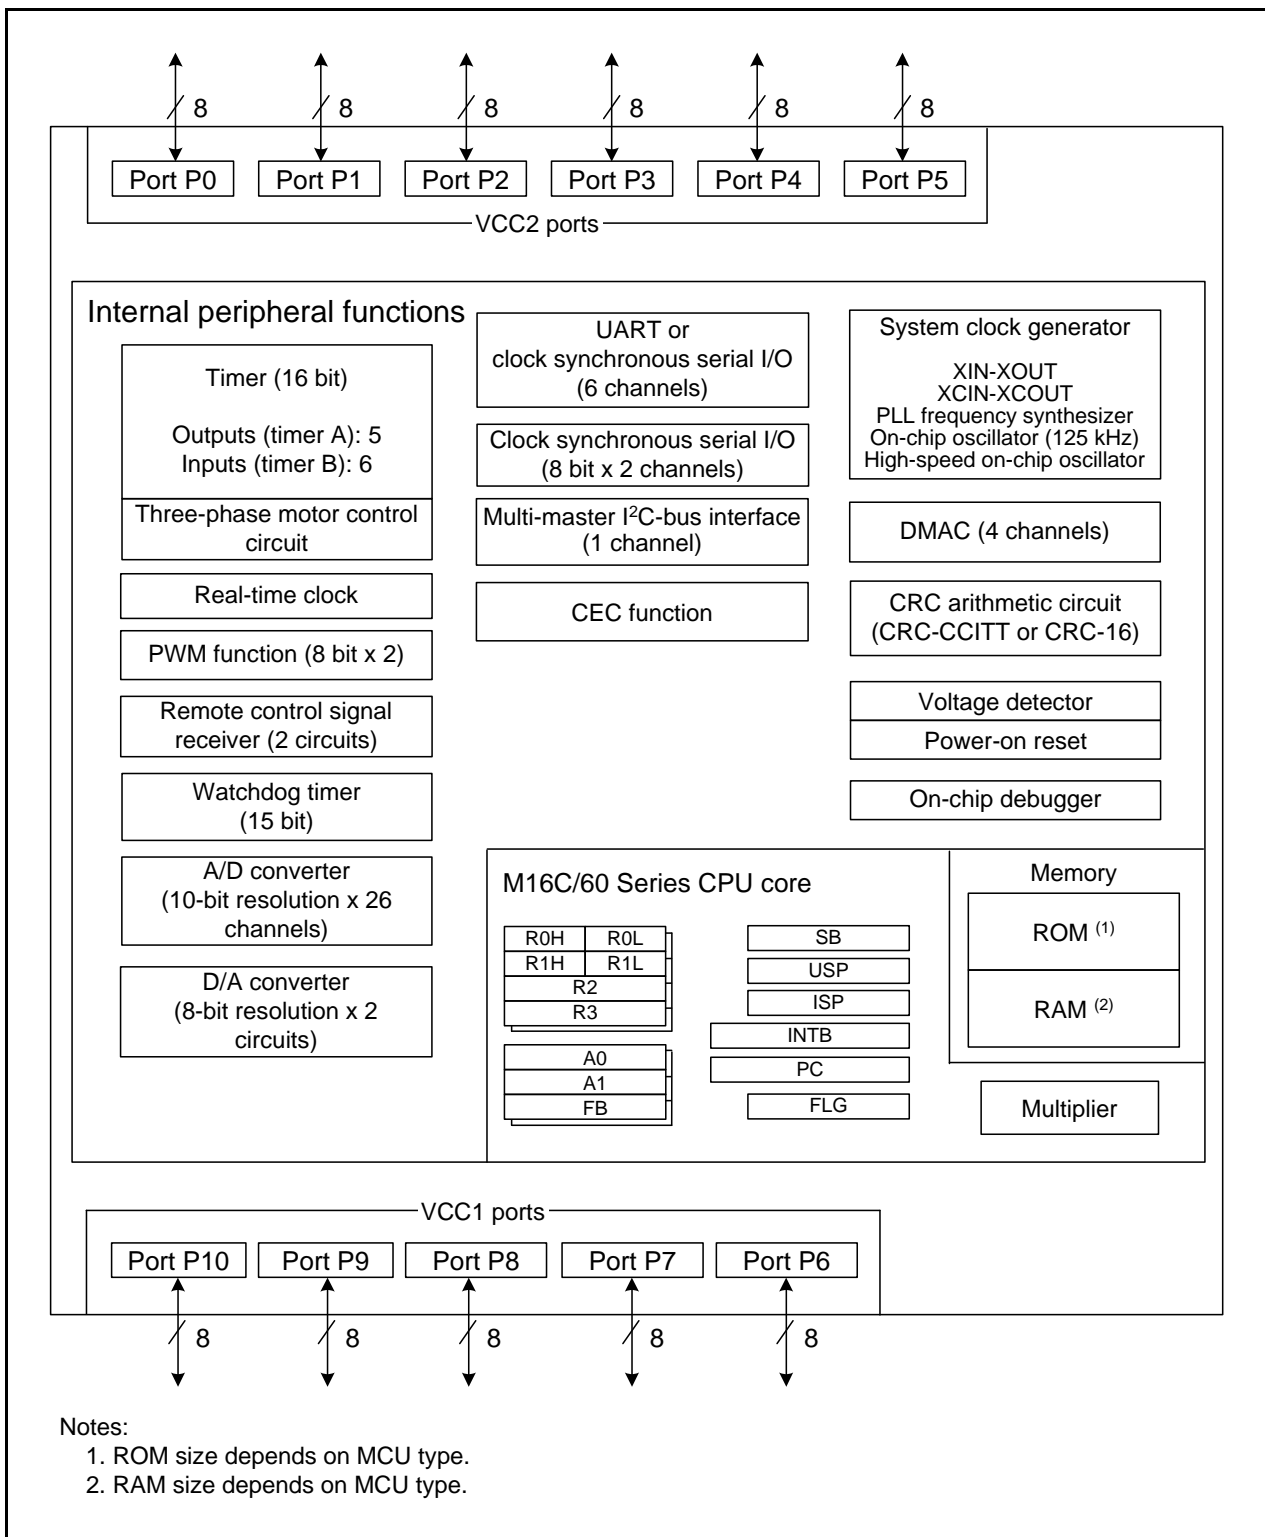 8 8 8 8 8 8
Port P0 Port P1 Port P2 Port P3 Port P4 Port P5
VCC2 ports
Internal peripheral functions
Timer (16 bit)
Outputs (timer A): 5
Inputs (timer B): 6
Three-phase motor control
circuit
Real-time clock
PWM function (8 bit x 2)
Remote control signal
receiver (2 circuits)
Watchdog timer
(15 bit)
A/D converter
(10-bit resolution x 26
channels)
D/A converter
(8-bit resolution x 2
circuits)
UART or
clock synchronous serial I/O
(6 channels)
Clock synchronous serial I/O
(8 bit x 2 channels)
Multi-master I²C-bus interface
(1 channel)
CEC function
System clock generator
XIN-XOUT
XCIN-XCOUT
PLL frequency synthesizer
On-chip oscillator (125 kHz)
High-speed on-chip oscillator
DMAC (4 channels)
CRC arithmetic circuit
(CRC-CCITT or CRC-16)
Voltage detector
Power-on reset
On-chip debugger
M16C/60 Series CPU core
R0H R0L
R1H R1L
R2
R3
A0
A1
FB
SB
USP
ISP
INTB
PC
FLG
Memory
ROM (1)
RAM (2)
Multiplier
VCC1 ports
Port P10 Port P9 Port P8 Port P7 Port P6
8 8 8 8 8
Notes:
1. ROM size depends on MCU type.
2. RAM size depends on MCU type.